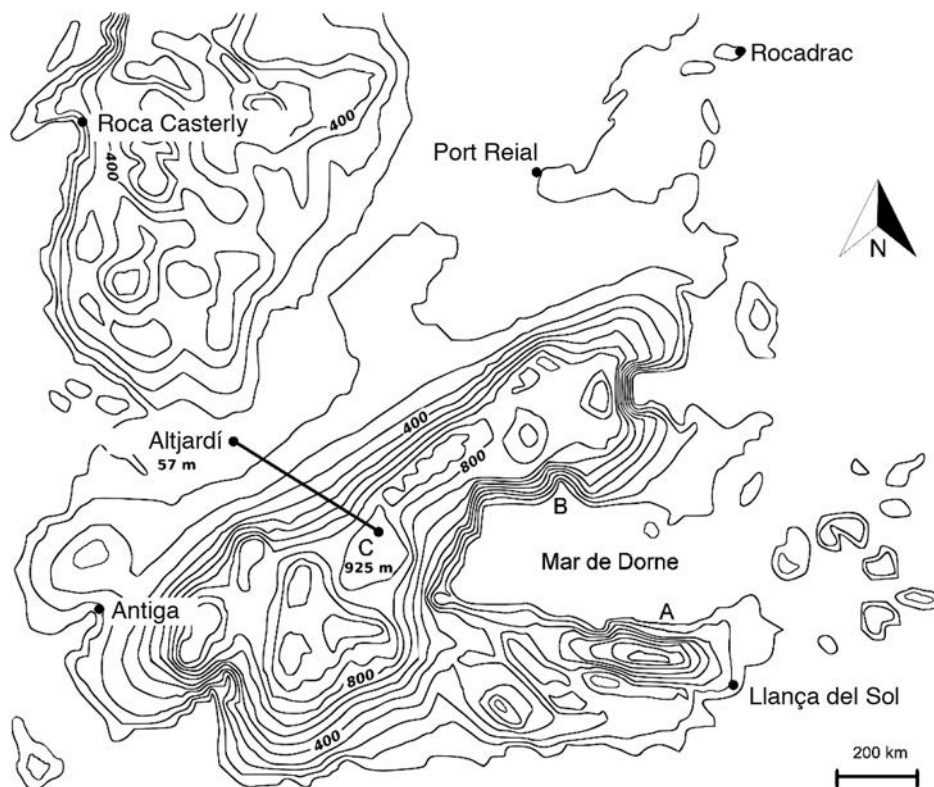 Rocadrac
Roca Casterly
400
400
Port Reial
N
400
Altjardí
57 m
800
B
C
925 m
Mar de Dorne
Antiga
A
800
Llança del Sol
400
200 km